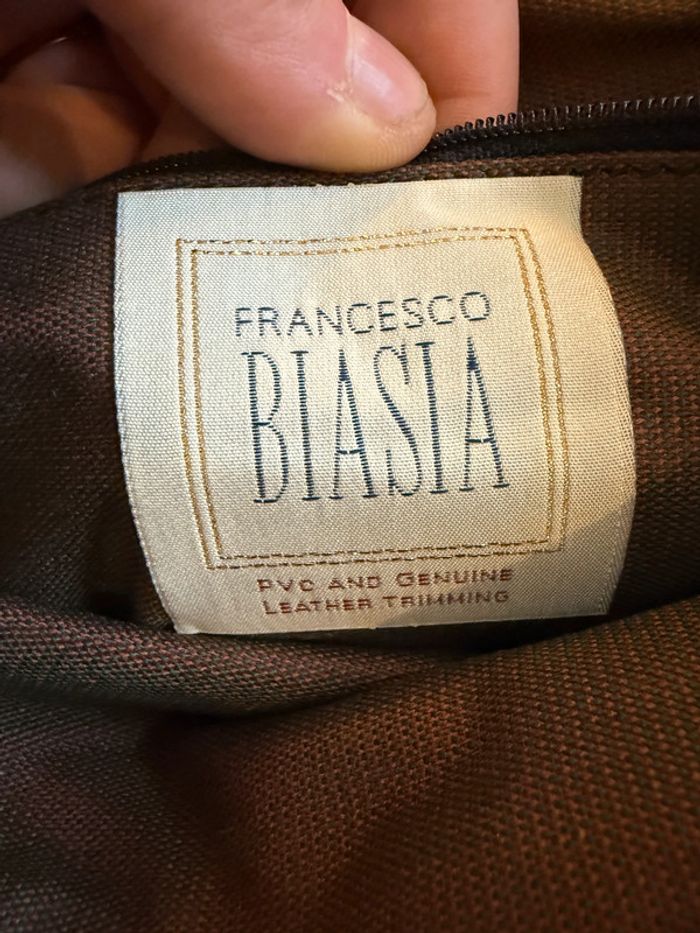 FRANCESCO
BIASIA
PVC AND GENUINE
LEATHER TRIMMING